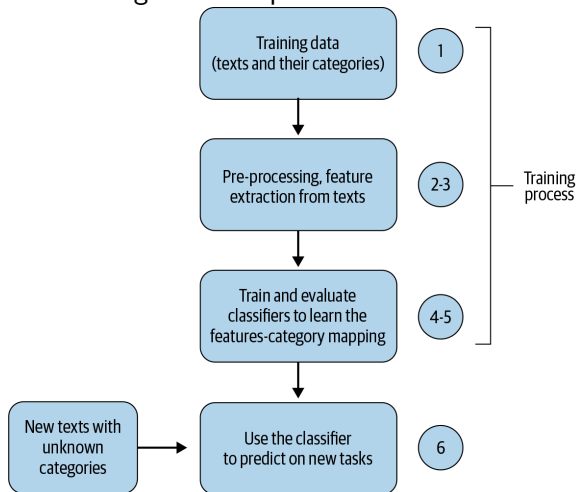 Training data
(texts and their categories)
1
Pre-processing, feature
extraction from texts
2-3
Training
process
Train and evaluate
classifiers to learn the
features-category mapping
4-5
New texts with
unknown
categories
Use the classifier
to predict on new tasks
6